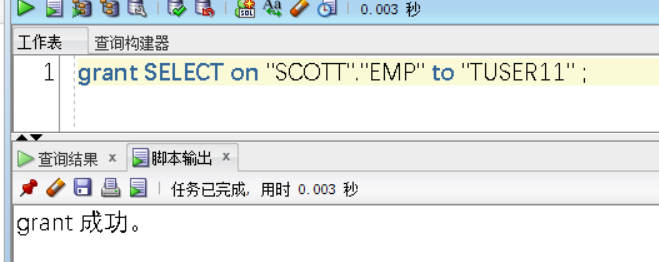 0.003 秒
工作表 查询构建器
1 grant SELECT on "SCOTT"."EMP" to "TUSER11" ;
查询结果 x 脚本输出 x
任务已完成, 用时 0.003 秒
grant 成功。